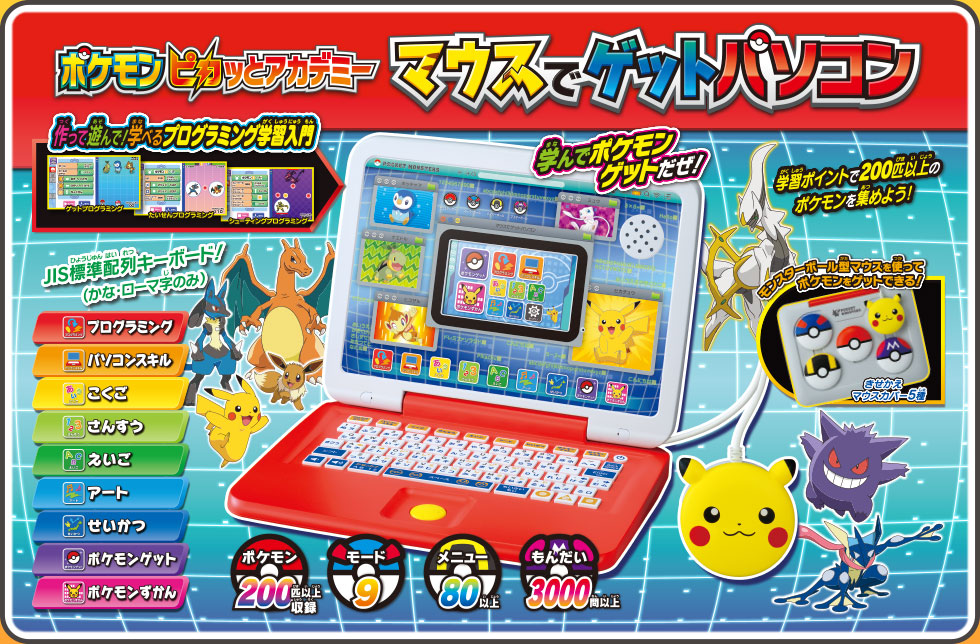 ポケモン ピカッとアカデミー マウスでゲットパソコン
作って遊んで!学べるプログラミング学習入門
ゲットプログラミング
たいせんプログラミング
シューティングプログラミング
学んでポケモン
ゲットだぜ!
学習ポイントで200匹以上の
ポケモンを集めよう!
JIS標準配列キーボード!
(かな・ローマ字のみ)
モンスターボール型マウスを使って
ポケモンをゲットできる!
きせかえ
マウスカバー5種
POCKET MONSTERS
プログラミング
パソコンスキル
こくご
さんすう
えいご
アート
せいかつ
ポケモンゲット
ポケモンずかん
ポケモン
200匹以上
収録
モード
9
メニュー
80以上
もんだい
3000問以上